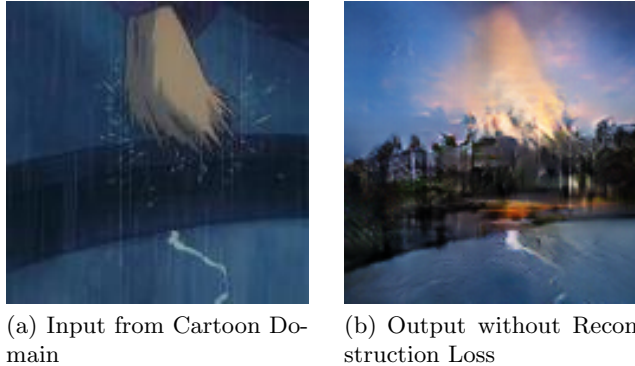 (a) Input from Cartoon Do-
main
(b) Output without Recon-
struction Loss